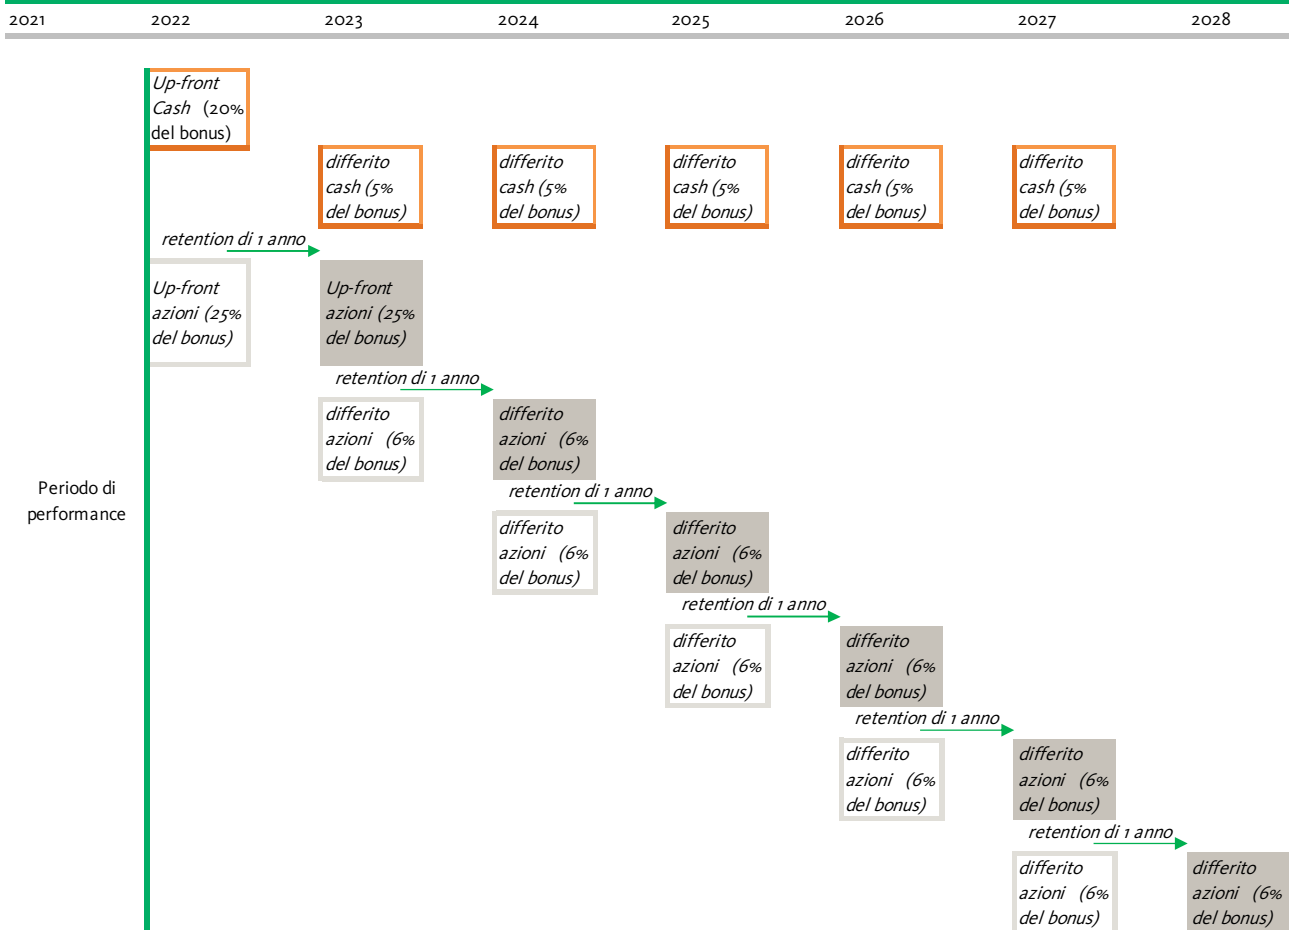 2021 2022 2023 2024 2025 2026 2027 2028
Up-front
Cash (20%
del bonus)
differito
cash (5%
del bonus)
differito
cash (5%
del bonus)
differito
cash (5%
del bonus)
differito
cash (5%
del bonus)
differito
cash (5%
del bonus)
retention di 1 anno
Up-front
azioni (25%
del bonus)
Up-front
azioni (25%
del bonus)
retention di 1 anno
differito
azioni (6%
del bonus)
differito
azioni (6%
del bonus)
Periodo di
performance
retention di 1 anno
differito
azioni (6%
del bonus)
differito
azioni (6%
del bonus)
retention di 1 anno
differito
azioni (6%
del bonus)
differito
azioni (6%
del bonus)
retention di 1 anno
differito
azioni (6%
del bonus)
differito
azioni (6%
del bonus)
retention di 1 anno
differito
azioni (6%
del bonus)
differito
azioni (6%
del bonus)